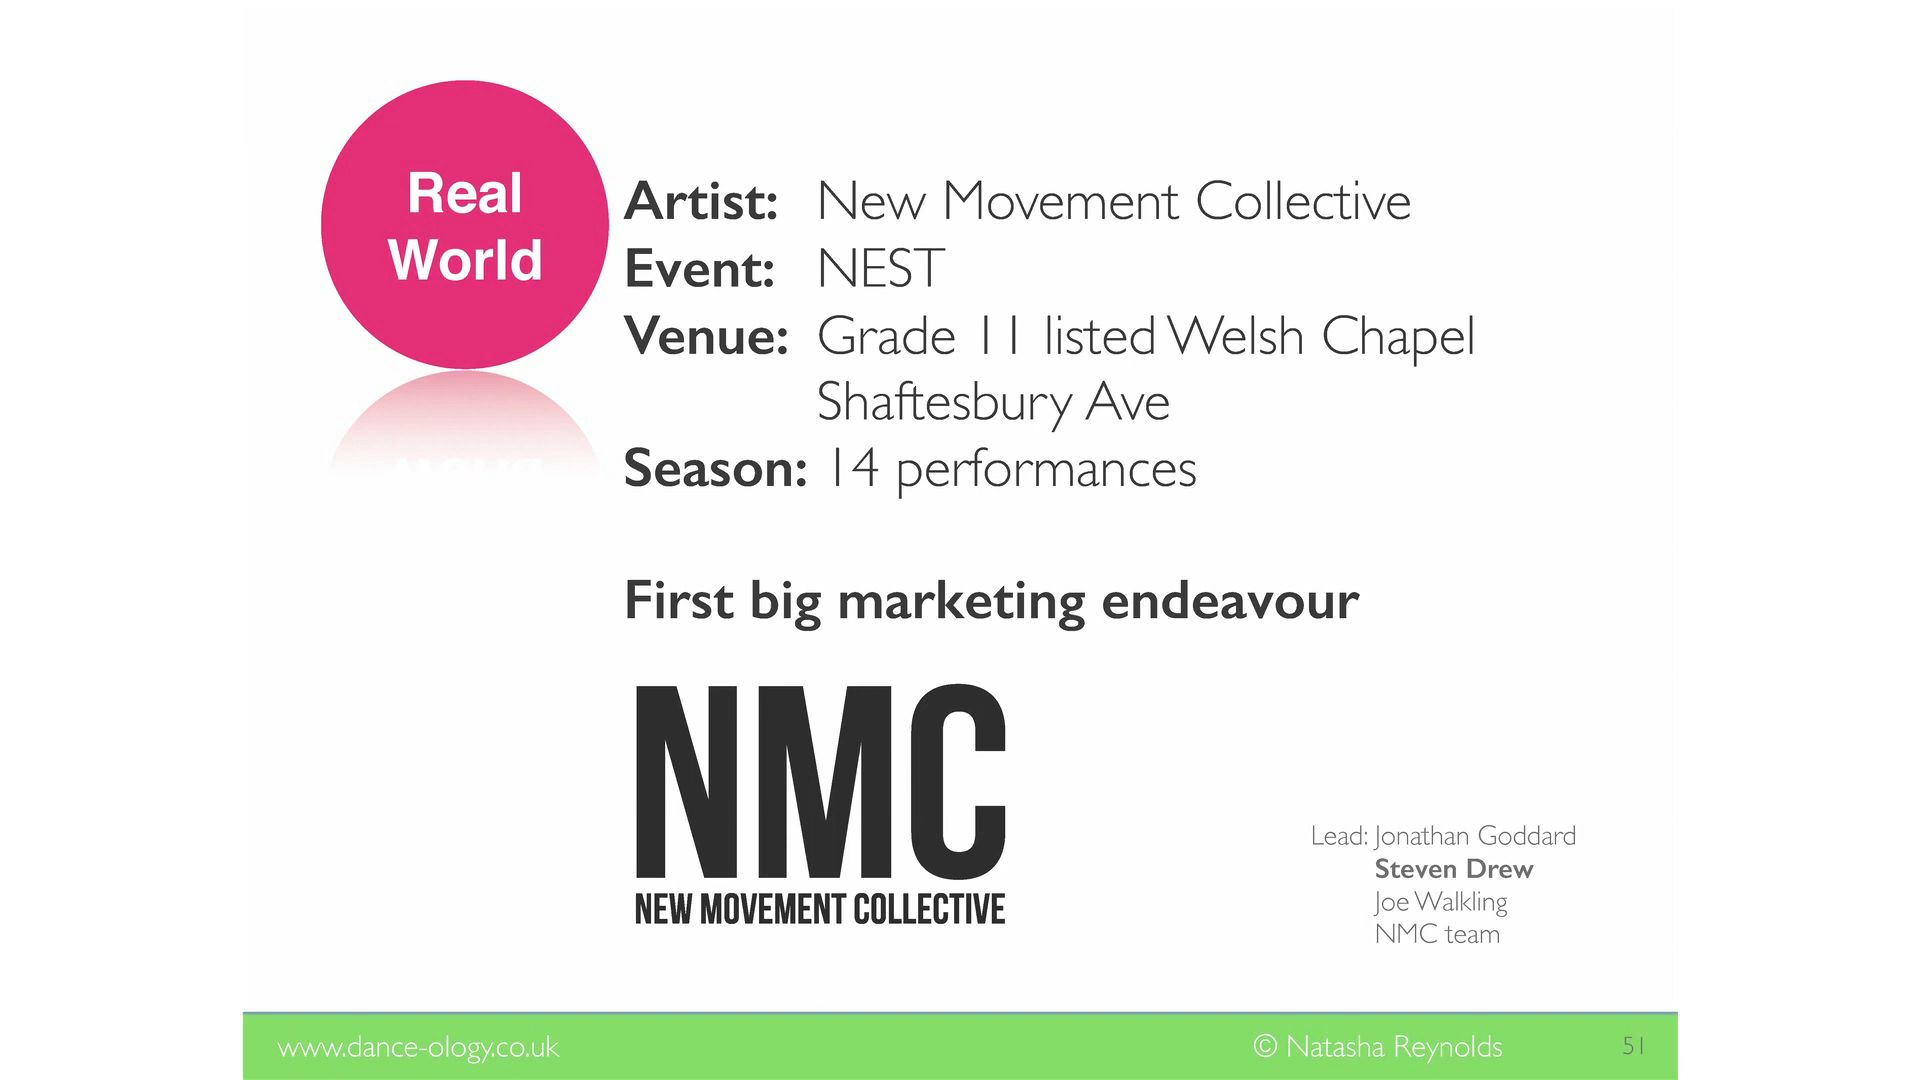 Real
World
Artist: New Movement Collective
Event: NEST
Venue: Grade 11 listed Welsh Chapel
Shaftesbury Ave
Season: 14 performances
First big marketing endeavour
NMC
NEW MOVEMENT COLLECTIVE
Lead: Jonathan Goddard
Steven Drew
Joe Walkling
NMC team
www.dance-ology.co.uk
© Natasha Reynolds
51